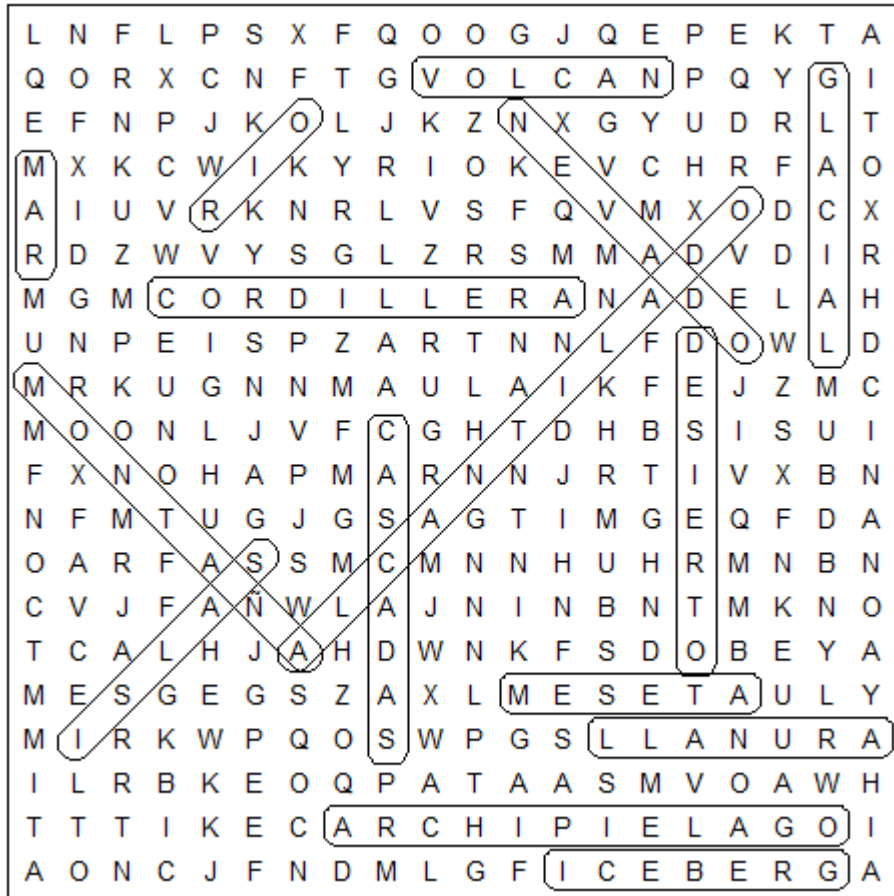 L N F L P S X F Q O O G J Q E P E K T A
Q O R X C N F T G V O L C A N P Q Y G I
E F N P J K O L J K Z N X G Y U D R L T
M X K C W I K Y R I O K E V C H R F A O
A I U V R K N R L V S F Q V M X O D C X
R D Z W V Y S G L Z R S M M A D V D I R
M G M C O R D I L L E R A N A D E L A H
U N P E I S P Z A R T N N L F D O W L D
M R K U G N N M A U L A I K F E J Z M C
M O O N L J V F C G H T D H B S I S U I
F X N O H A P M A R N N J R T I V X B N
N F M T U G J G S A G T I M G E Q F D A
O A R F A S S M C M N N H U H R M N B N
C V J F A Ñ W L A J N I N B N T M K N O
T C A L H J A H D W N K F S D O B E Y A
M E S G E G S Z A X L M E S E T A U L Y
M I R K W P Q O S W P G S L L A N U R A
I L R B K E O Q P A T A A S M V O A W H
T T T I K E C A R C H I P I E L A G O I
A O N C J F N D M L G F I C E B E R G A